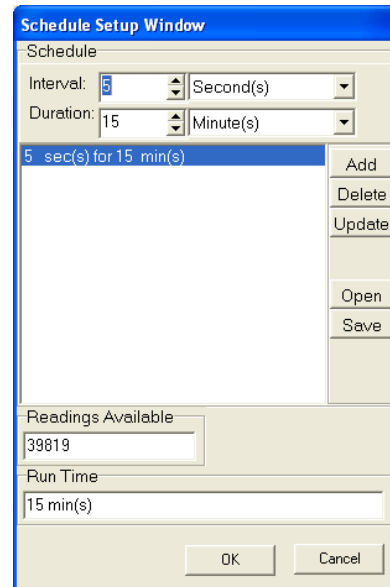 Schedule Setup Window
Schedule
Interval: 5 Second(s)
Duration: 15 Minute(s)
5 sec(s) for 15 min(s)
Add
Delete
Update
Open
Save
Readings Available
39819
Run Time
15 min(s)
OK Cancel